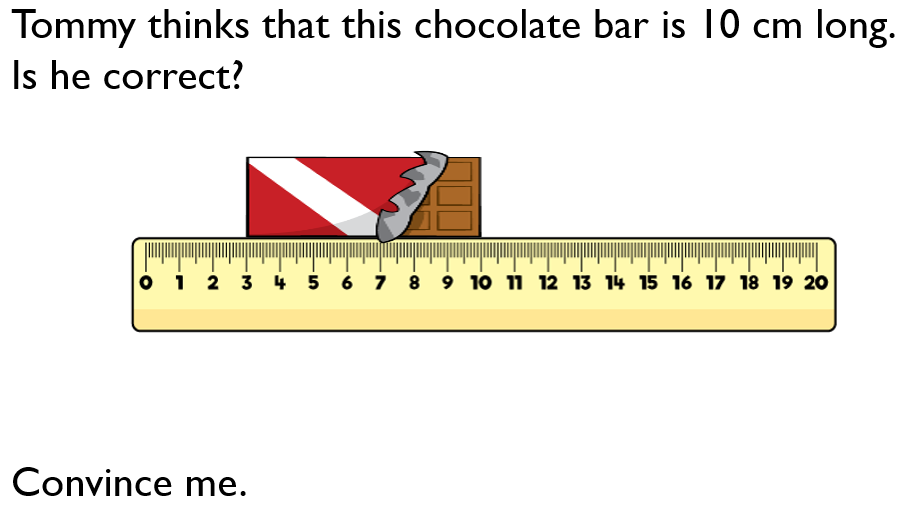 Tommy thinks that this chocolate bar is 10 cm long.
Is he correct?
0 1 2 3 4 5 6 7 8 9 10 11 12 13 14 15 16 17 18 19 20
Convince me.